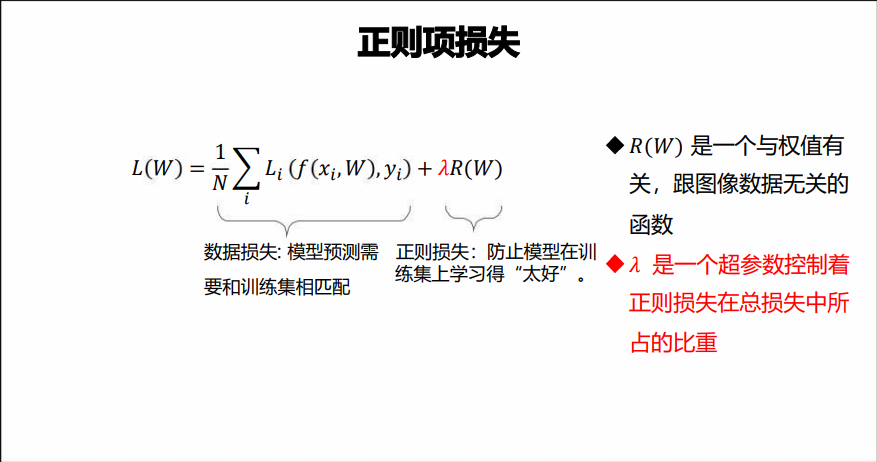 正则项损失
L(W) = \frac{1}{N} \sum_{i} L_i (f(x_i, W), y_i) + λR(W)
数据损失: 模型预测需
要和训练集相匹配
正则损失：防止模型在训
练集上学习得“太好”。
◆ R(W) 是一个与权值有
关，跟图像数据无关的
函数
◆ λ 是一个超参数控制着
正则损失在总损失中所
占的比重